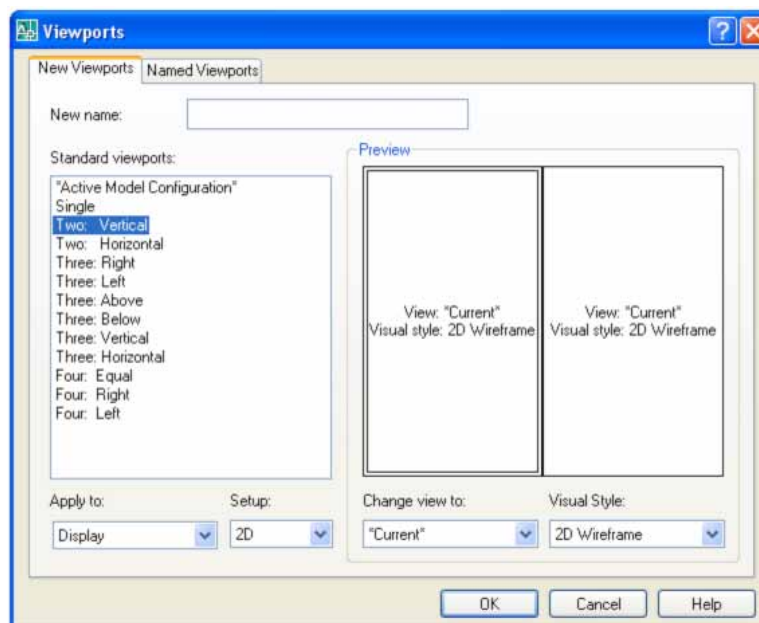 Viewports
New Viewports
Named Viewports
New name:
Standard viewports:
"Active Model Configuration"
Single
Two: Vertical
Two: Horizontal
Three: Right
Three: Left
Three: Above
Three: Below
Three: Vertical
Three: Horizontal
Four: Equal
Four: Right
Four: Left
Apply to:
Setup:
Display
2D
Preview
View: "Current"
Visual style: 2D Wireframe
View: "Current"
Visual style: 2D Wireframe
Change view to:
Visual Style:
"Current"
2D Wireframe
OK
Cancel
Help